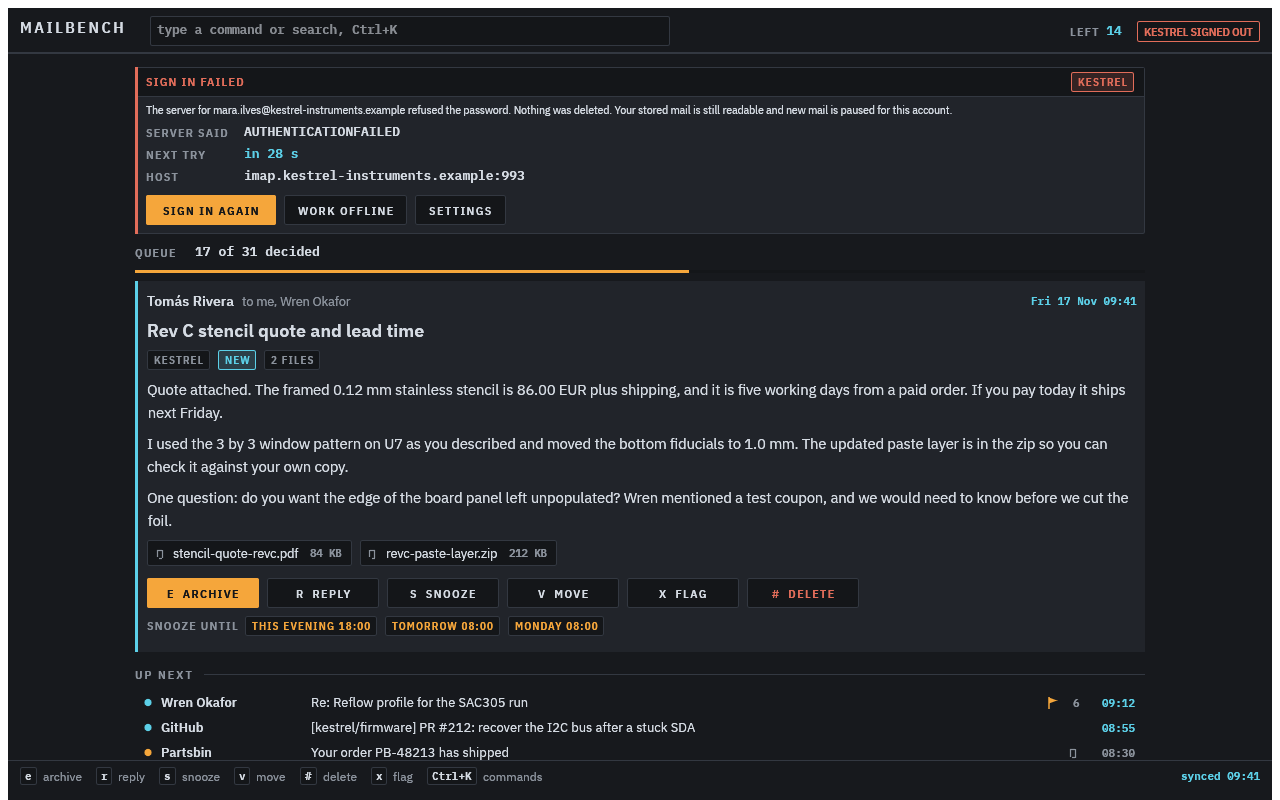 MAILBENCH
type a command or search, Ctrl+K
LEFT 14
KESTREL SIGNED OUT
SIGN IN FAILED
KESTREL
The server for mara.ilves@kestrel-instruments.example refused the password. Nothing was deleted. Your stored mail is still readable and new mail is paused for this account.
SERVER SAID AUTHENTICATIONFAILED
NEXT TRY in 28 s
HOST imap.kestrel-instruments.example:993
SIGN IN AGAIN WORK OFFLINE SETTINGS
QUEUE 17 of 31 decided
Tomás Rivera to me, Wren Okafor Fri 17 Nov 09:41
Rev C stencil quote and lead time
KESTREL NEW 2 FILES
Quote attached. The framed 0.12 mm stainless stencil is 86.00 EUR plus shipping, and it is five working days from a paid order. If you pay today it ships
next Friday.
I used the 3 by 3 window pattern on U7 as you described and moved the bottom fiducials to 1.0 mm. The updated paste layer is in the zip so you can
check it against your own copy.
One question: do you want the edge of the board panel left unpopulated? Wren mentioned a test coupon, and we would need to know before we cut the
foil.
stencil-quote-revc.pdf 84 KB revc-paste-layer.zip 212 KB
E ARCHIVE R REPLY S SNOOZE V MOVE X FLAG # DELETE
SNOOZE UNTIL THIS EVENING 18:00 TOMORROW 08:00 MONDAY 08:00
UP NEXT
Wren Okafor Re: Reflow profile for the SAC305 run 6 09:12
GitHub [kestrel/firmware] PR #212: recover the I2C bus after a stuck SDA 08:55
Partsbin Your order PB-48213 has shipped 08:30
e archive r reply s snooze v move # delete x flag Ctrl+K commands synced 09:41